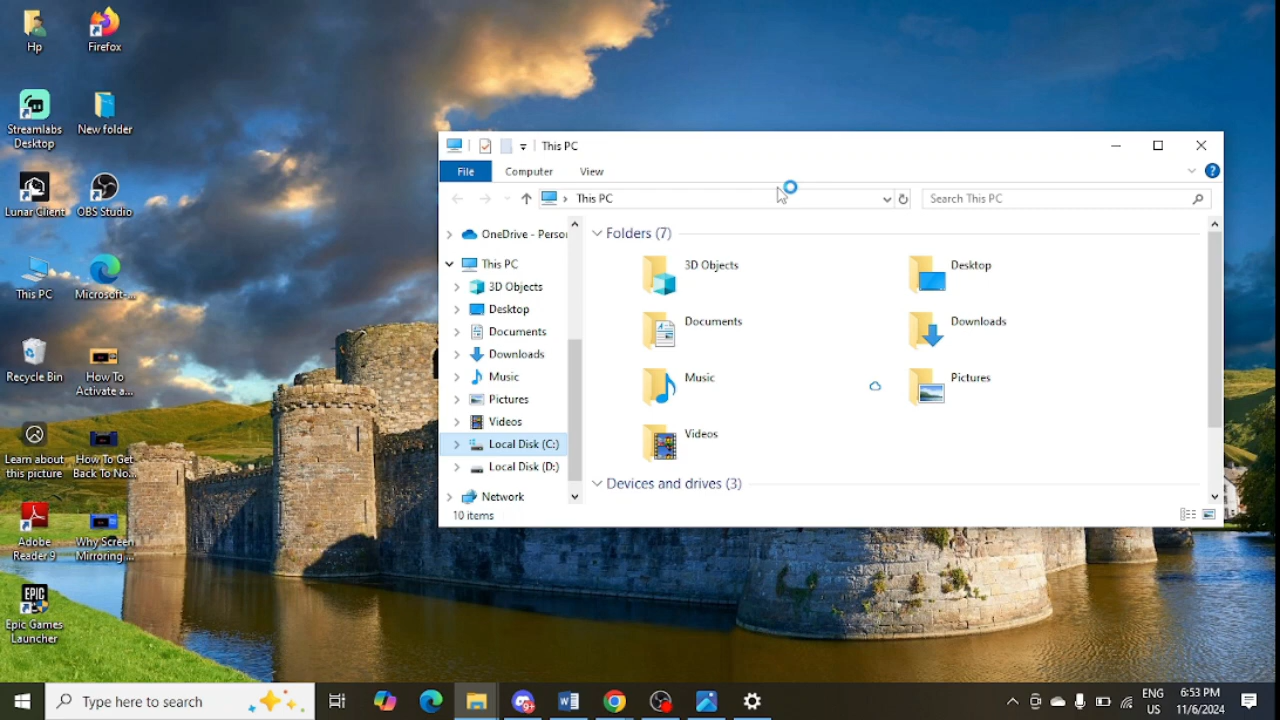 Hp
Firefox
Streamlabs
Desktop
New folder
Lunar Client
OBS Studio
This PC
Microsoft-...
Recycle Bin
How To
Activate a...
Learn about
this picture
How To Get
Back To No...
Adobe
Reader 9
Why Screen
Mirroring ...
EPIC
GAMES
Epic Games
Launcher
This PC
File
Computer
View
This PC
Search This PC
OneDrive - Perso
This PC
3D Objects
Desktop
Documents
Downloads
Music
Pictures
Videos
Local Disk (C:)
Local Disk (D:)
Network
Folders (7)
3D Objects
Desktop
Documents
Downloads
Music
Pictures
Videos
Devices and drives (3)
10 items
Type here to search
9+
W
ENG
US
6:53 PM
11/6/2024